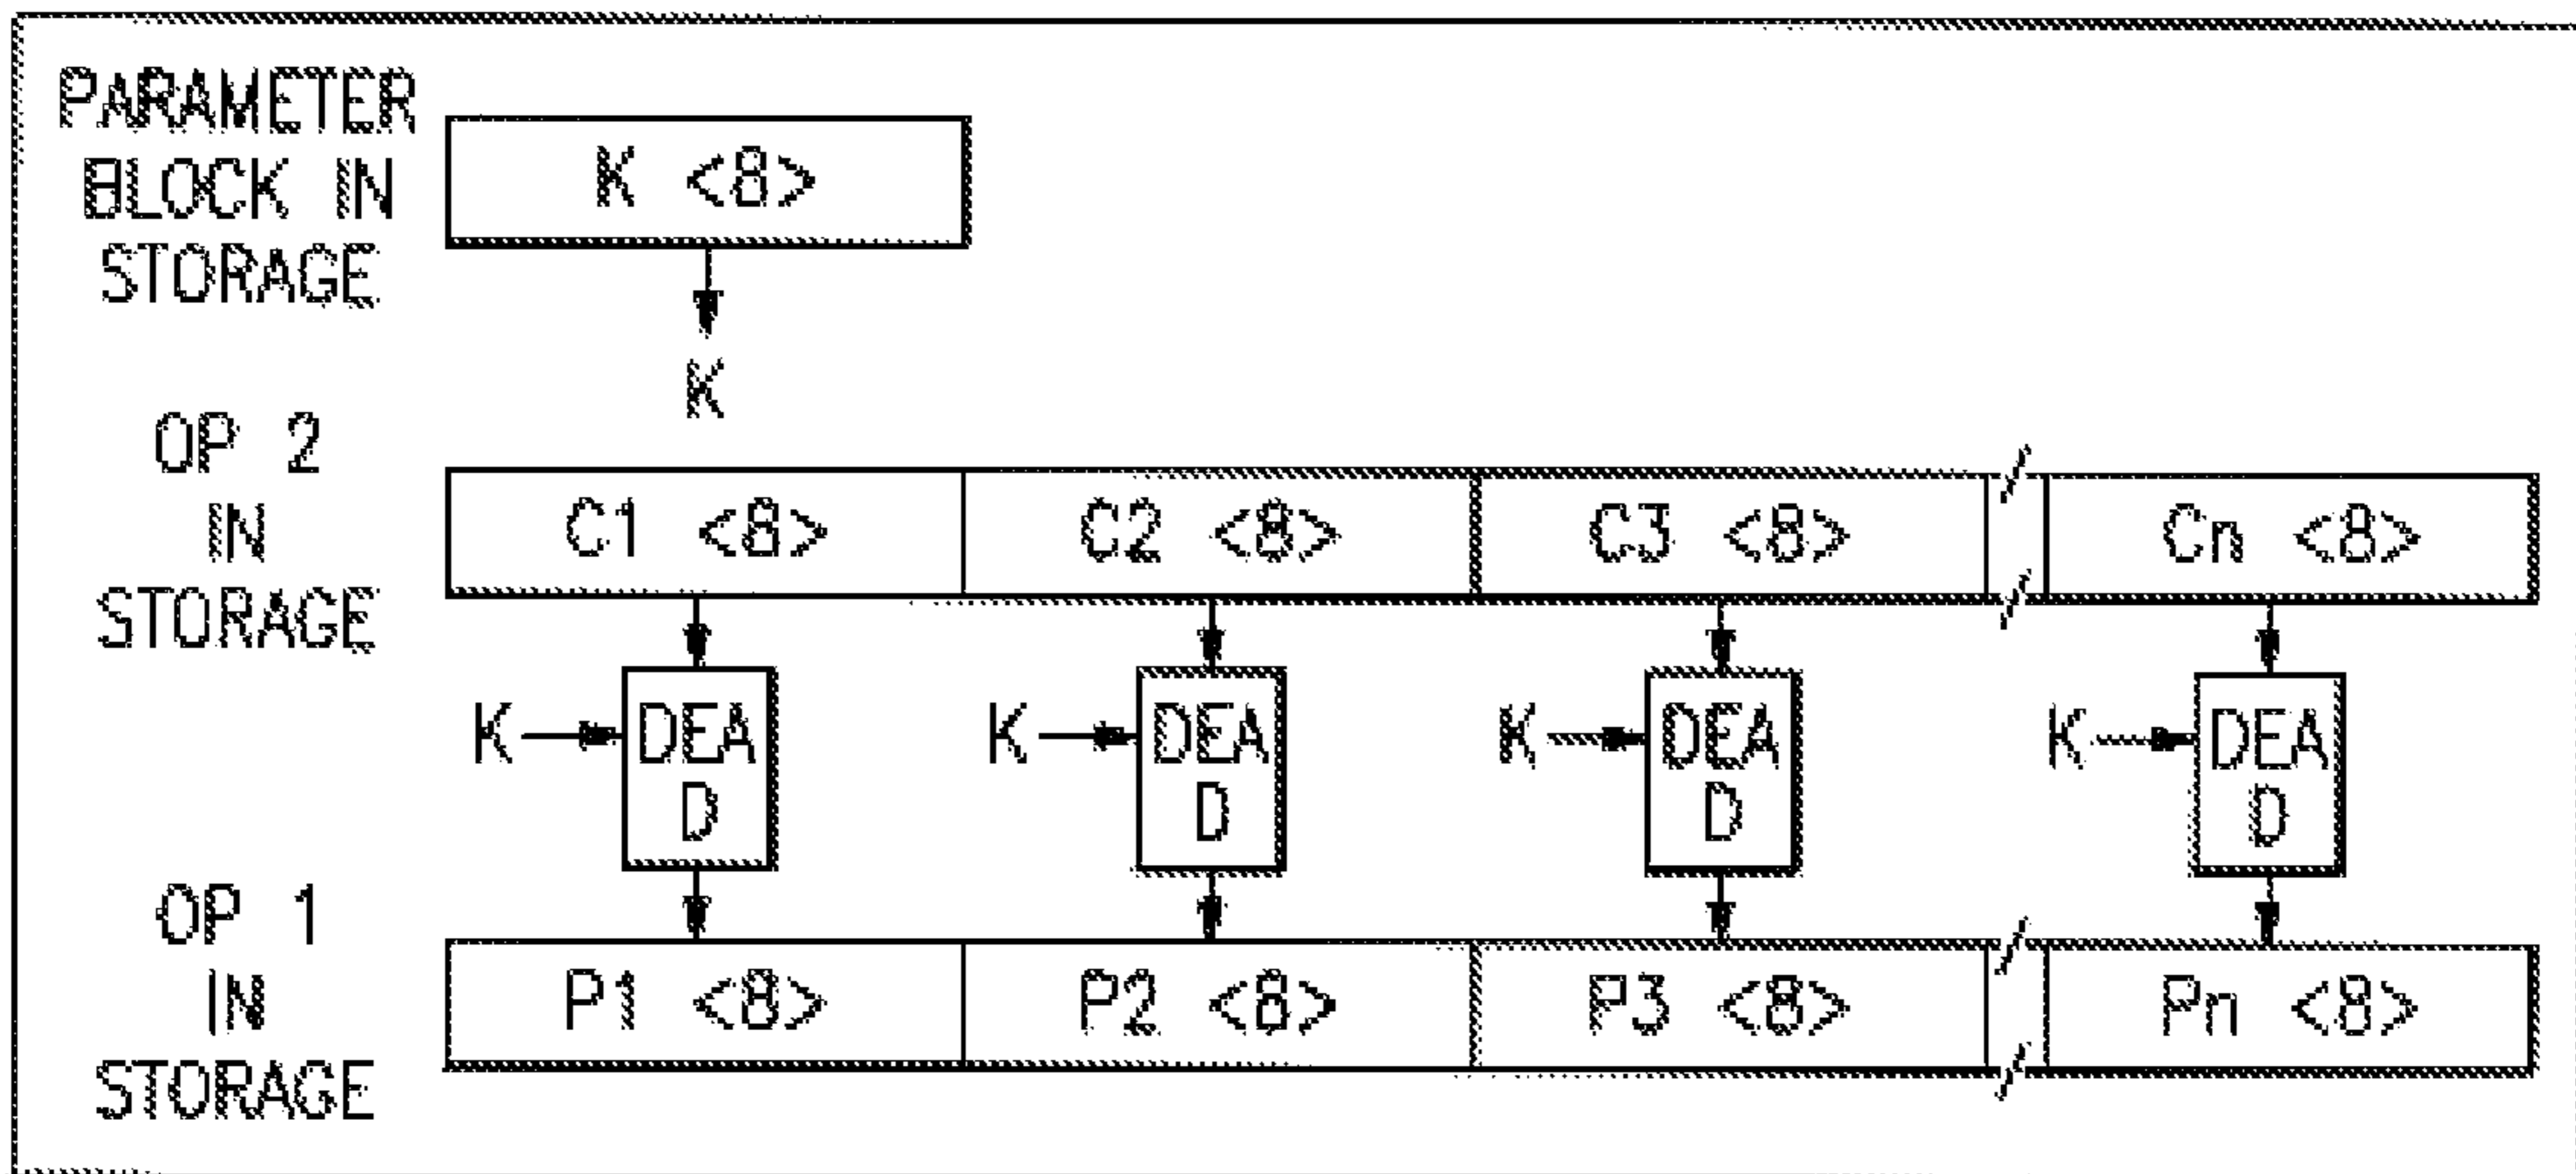 PARAMETER
BLOCK IN
STORAGE
K <8>
K
OP 2
IN
STORAGE
C1 <8> C2 <8> C3 <8> Cn <8>
K DEA K DEA K DEA K DEA
D D D D
OP 1
IN
STORAGE
P1 <8> P2 <8> P3 <8> Pn <8>